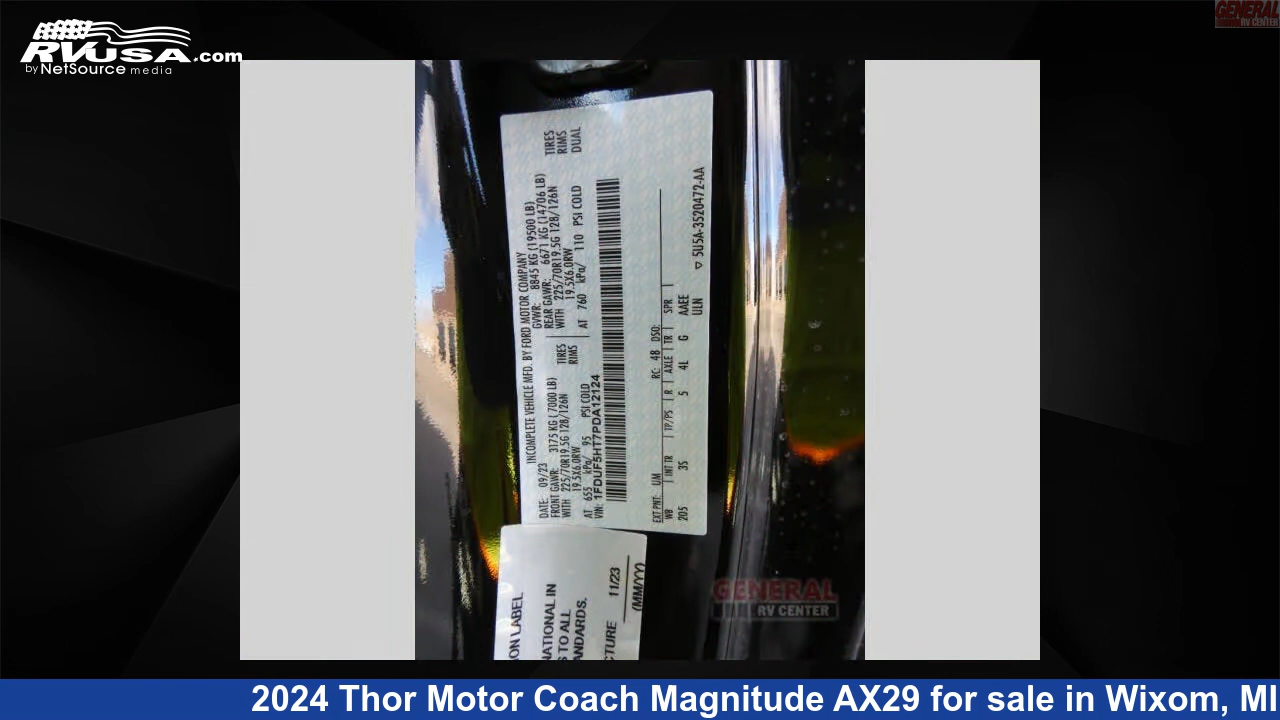 RVUSA.com
by NetSource media
GENERAL
RV CENTER
INCOMPLETE VEHICLE MFD. BY FORD MOTOR COMPANY
DATE: 09/23 GVWR: 8845 KG (19500 LB)
FRONT GAWR: 3175 KG ( 7000 LB) REAR GAWR: 6671 KG (14706 LB)
WITH 225/70R19.5G 128/126N TIRES WITH 225/70R19.5G 128/126N TIRES
19.5X6.0RW RIMS 19.5X6.0RW RIMS
AT 655 kPa/ 95 PSI COLD AT 760 kPa/ 110 PSI COLD DUAL
VIN: 1FDUF5HT7PDA12124
EXT PNT: UM RC: 48 DSO:
WB INT TR TP/PS R AXLE TR SPR
205 35 5 4L G AAEE
ULN
▽ 5U5A-3520472-AA
ON LABEL
NATIONAL IN
S TO ALL
ANDARDS.
CTURE 11/23
GENERAL
RV CENTER
2024 Thor Motor Coach Magnitude AX29 for sale in Wixom, MI